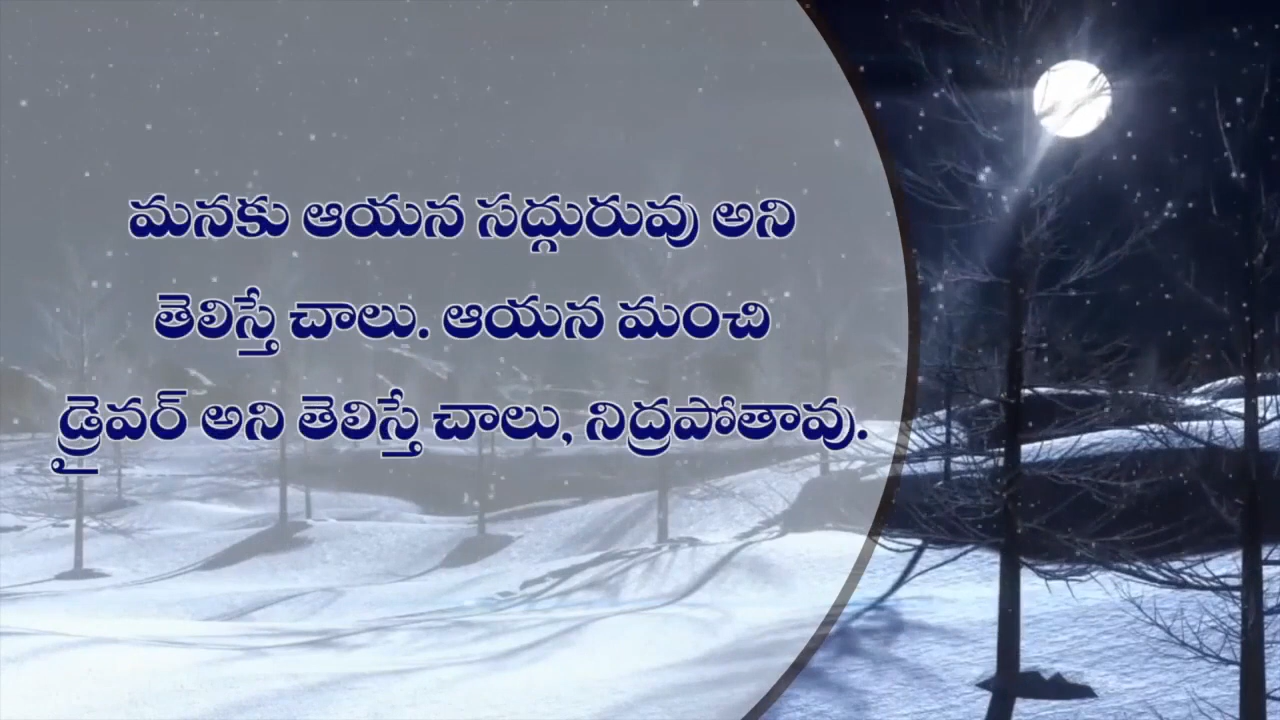 మనకు ఆయన సద్గురువు అని
తెలిస్తే చాలు. ఆయన మంచి
డ్రైవర్ అని తెలిస్తే చాలు, నిద్రపోతావు.